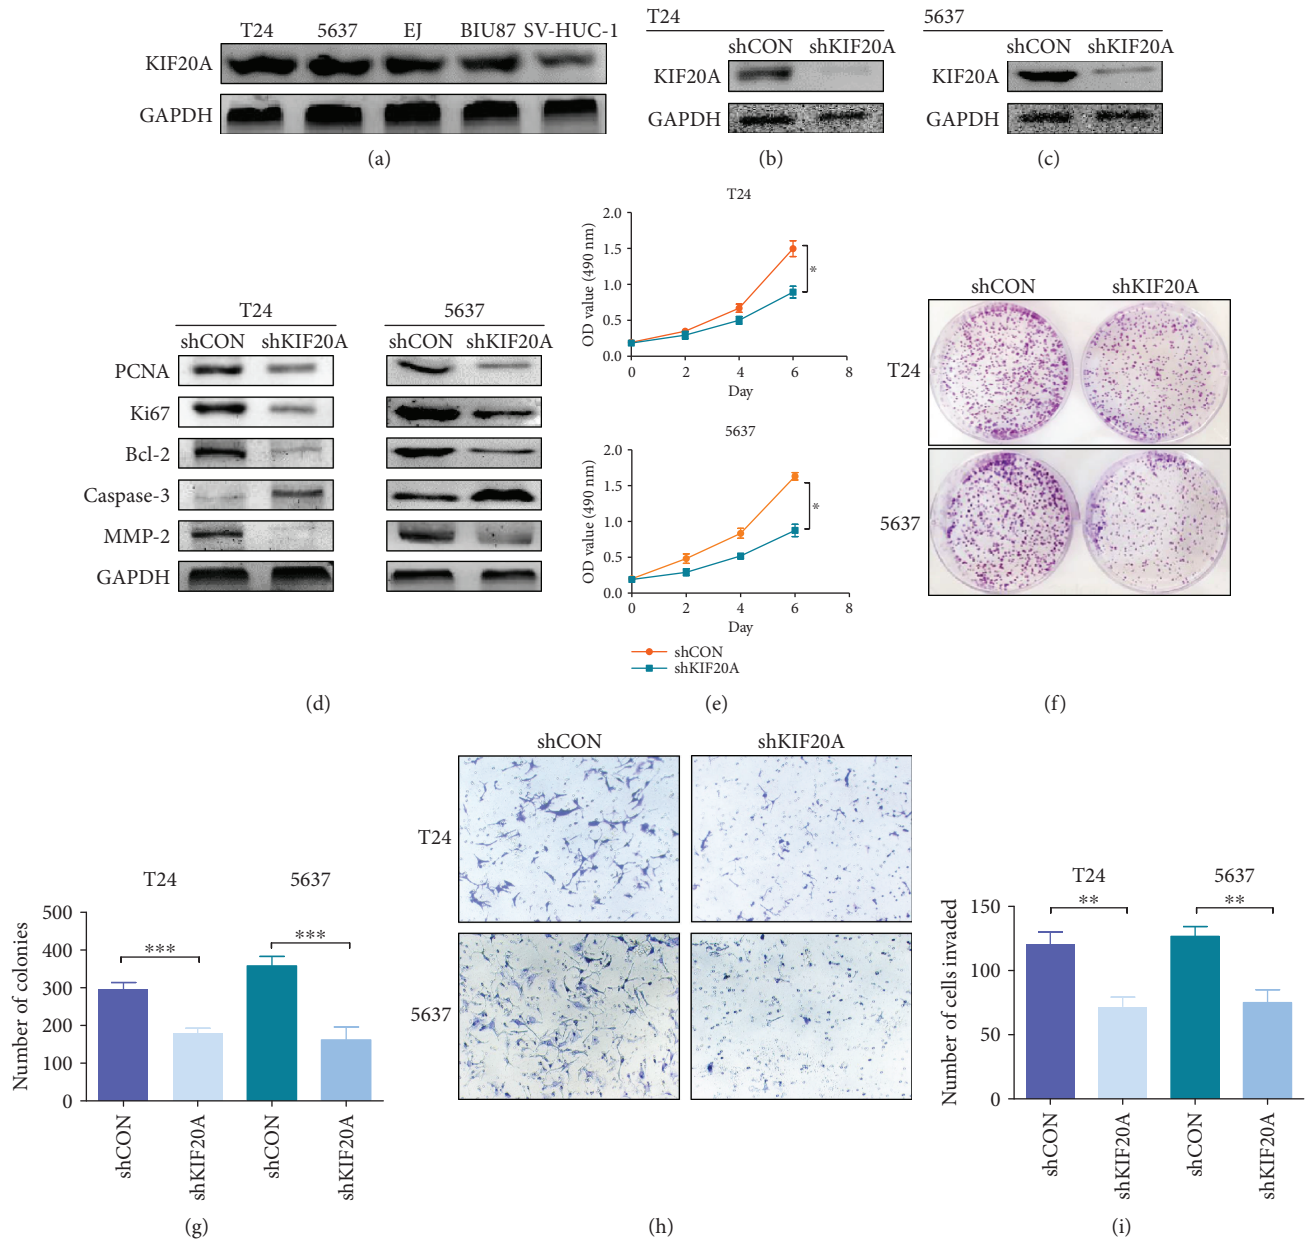 T24 5637 EJ BIU87 SV-HUC-1
KIF20A
GAPDH
(a)
T24
shCON shKIF20A
KIF20A
GAPDH
(b)
5637
shCON shKIF20A
KIF20A
GAPDH
(c)
T24
shCON shKIF20A
5637
shCON shKIF20A
PCNA
Ki67
Bcl-2
Caspase-3
MMP-2
GAPDH
(d)
T24
OD value (490 nm)
2.0
1.5
1.0
0.5
0.0
0 2 4 6 8
Day
*
5637
OD value (490 nm)
2.0
1.5
1.0
0.5
0.0
0 2 4 6 8
Day
*
shCON
shKIF20A
(e)
shCON shKIF20A
T24
5637
(f)
T24 5637
Number of colonies
500
400
300
200
100
0
*** ***
shCON
shKIF20A
shCON
shKIF20A
(g)
shCON shKIF20A
T24
5637
(h)
T24 5637
Number of cells invaded
150
100
50
0
** **
shCON
shKIF20A
shCON
shKIF20A
(i)